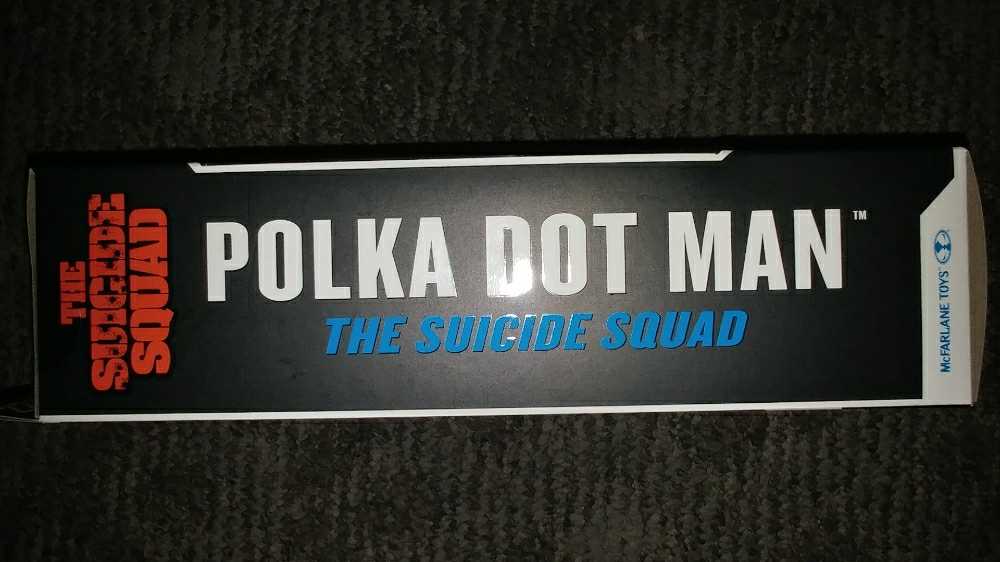 THE
SUICIDE
SQUAD
POLKA DOT MAN™
THE SUICIDE SQUAD
McFARLANE TOYS